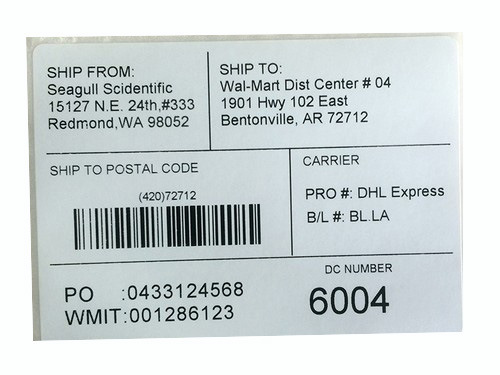 SHIP FROM:
Seagull Scidentific
15127 N.E. 24th,#333
Redmond,WA 98052
SHIP TO:
Wal-Mart Dist Center # 04
1901 Hwy 102 East
Bentonville, AR 72712
SHIP TO POSTAL CODE
(420)72712
CARRIER
PRO #: DHL Express
B/L #: BL.LA
PO :0433124568
WMIT:001286123
DC NUMBER
6004